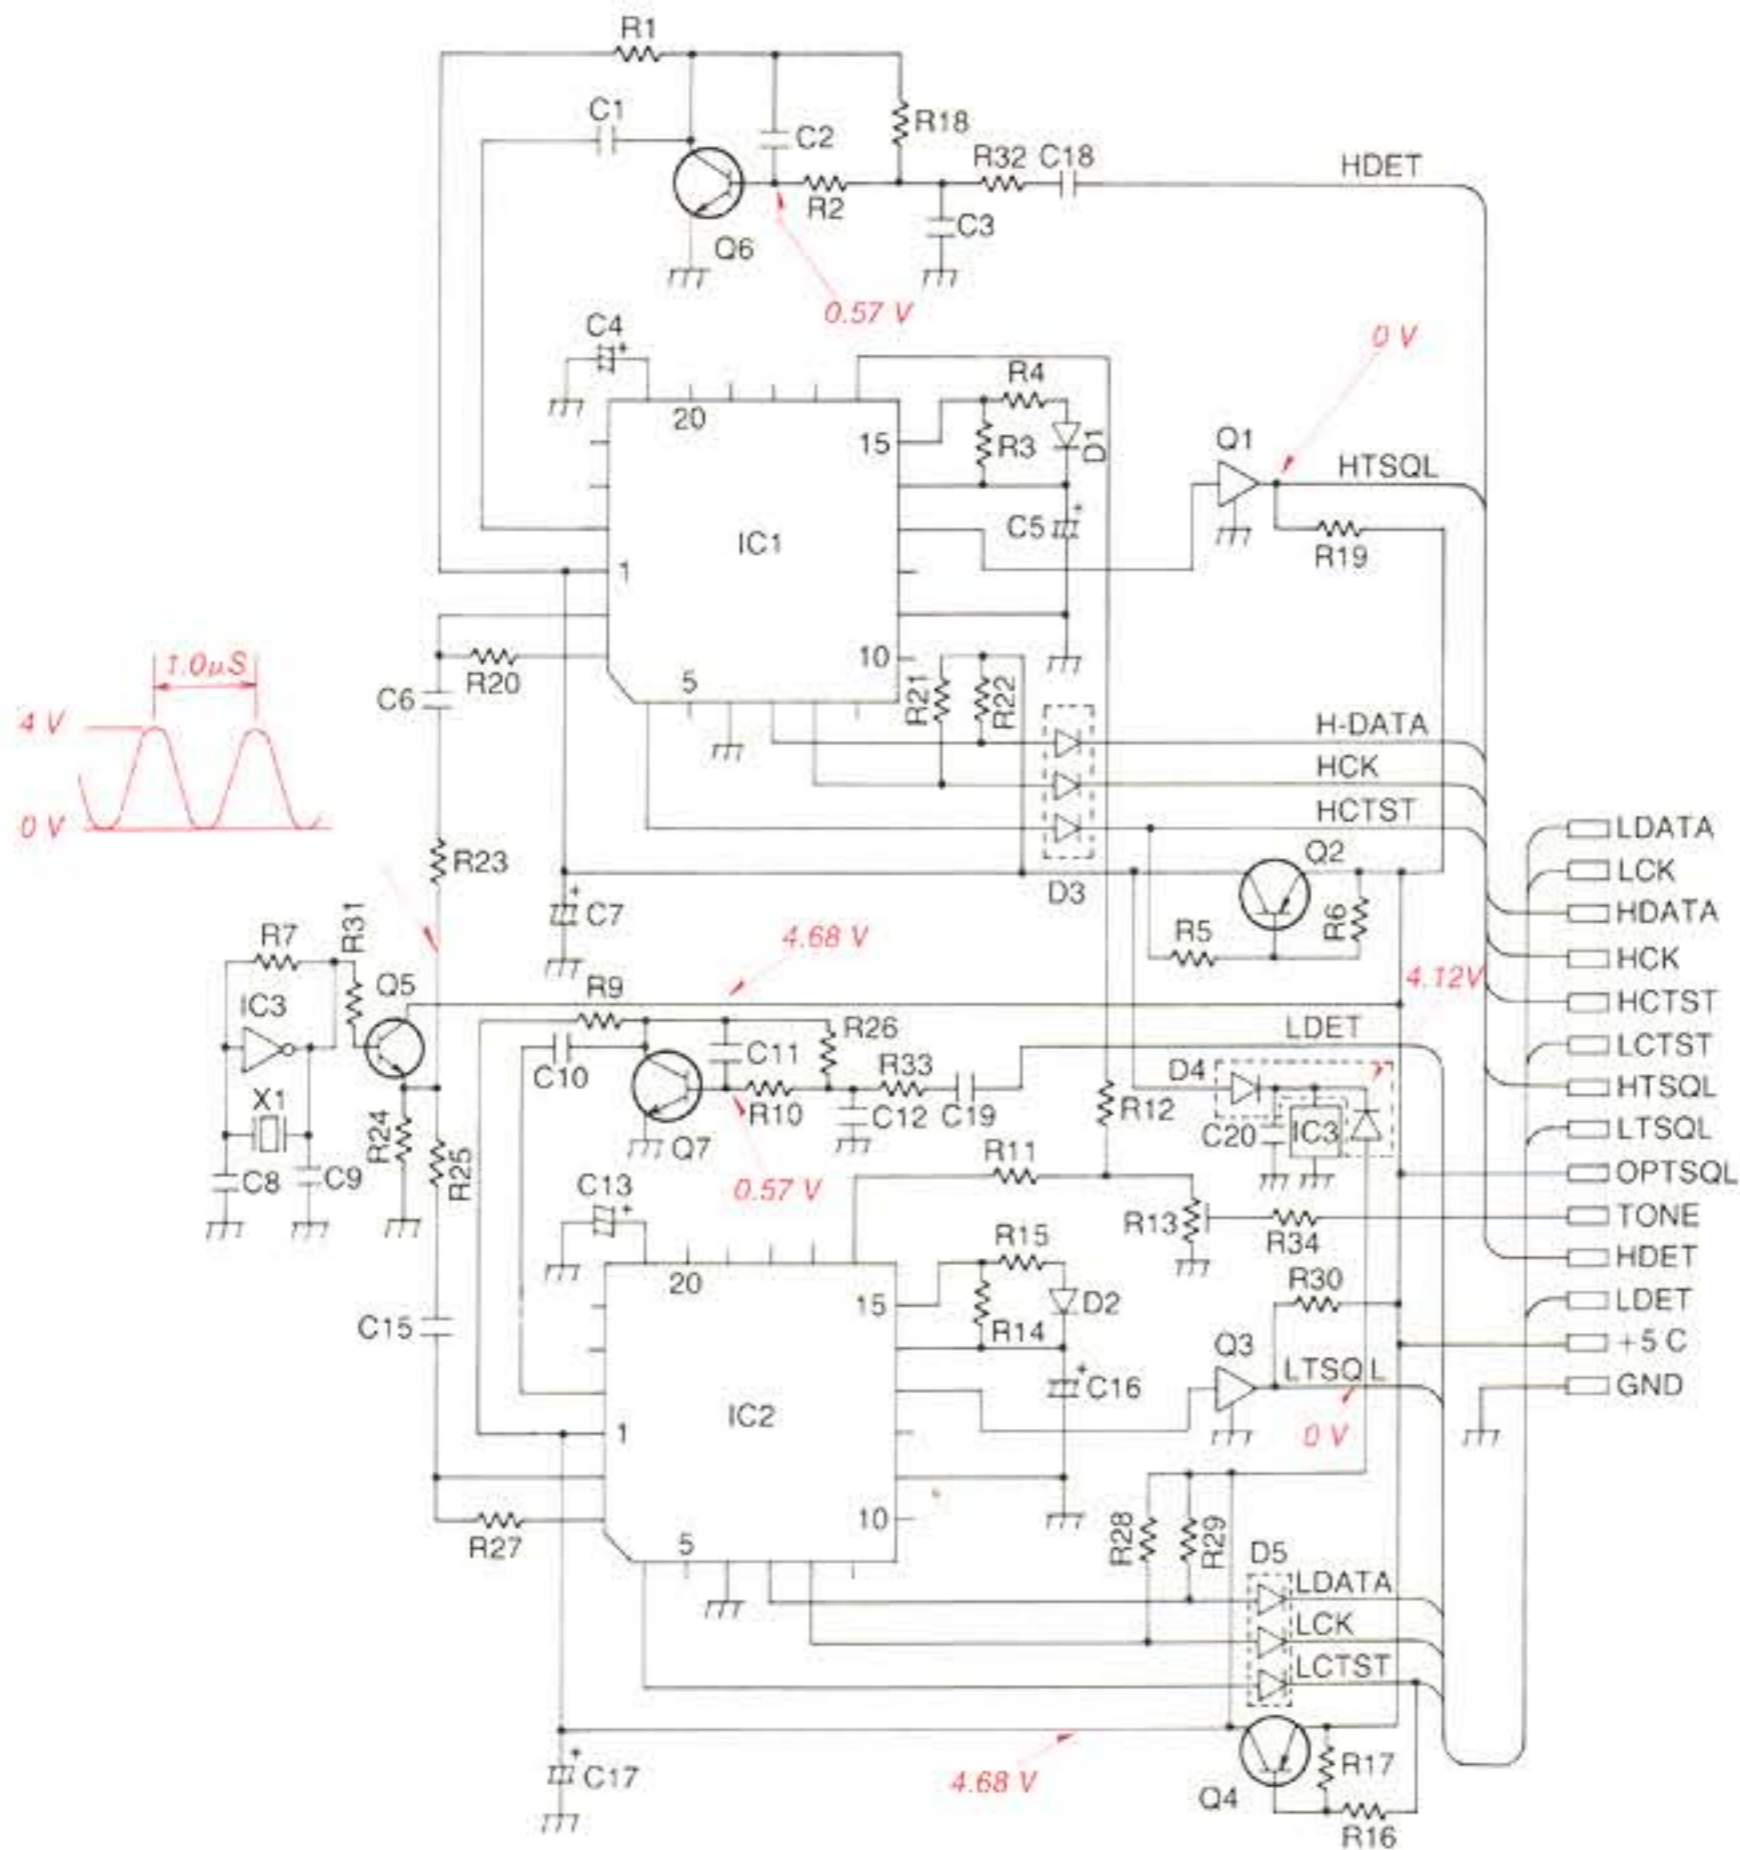 R1
C1
C2
R18
R32 C18
HDET
R2
C3
Q6
0.57 V
C4
+
0 V
R4
20
15
R3
D1
Q1
HTSQL
C5
+
IC1
R19
1
1.0µS
10
R20
5
C6
R21
R22
4 V
H-DATA
HCK
0 V
HCTST
LDATA
R23
Q2
LCK
D3
+
C7
HDATA
R6
R7
R31
4.68 V
R5
HCK
4.12V
Q5
R9
HCTST
IC3
R26
LDET
LCTST
C11
R33
D4
C10
HTSQL
X1
R10
C12
C19
R12
C20
IC3
LTSQL
R24
Q7
R11
C8
C9
R25
OPTSQL
C13
+
0.57 V
R13
TONE
R34
R15
HDET
20
R30
15
D2
LDET
C15
R14
Q3
+5 C
+
C16
LTSQL
GND
IC2
1
0 V
10
R27
5
R28
R29
D5
LDATA
LCK
LCTST
+
C17
4.68 V
R17
Q4
R16